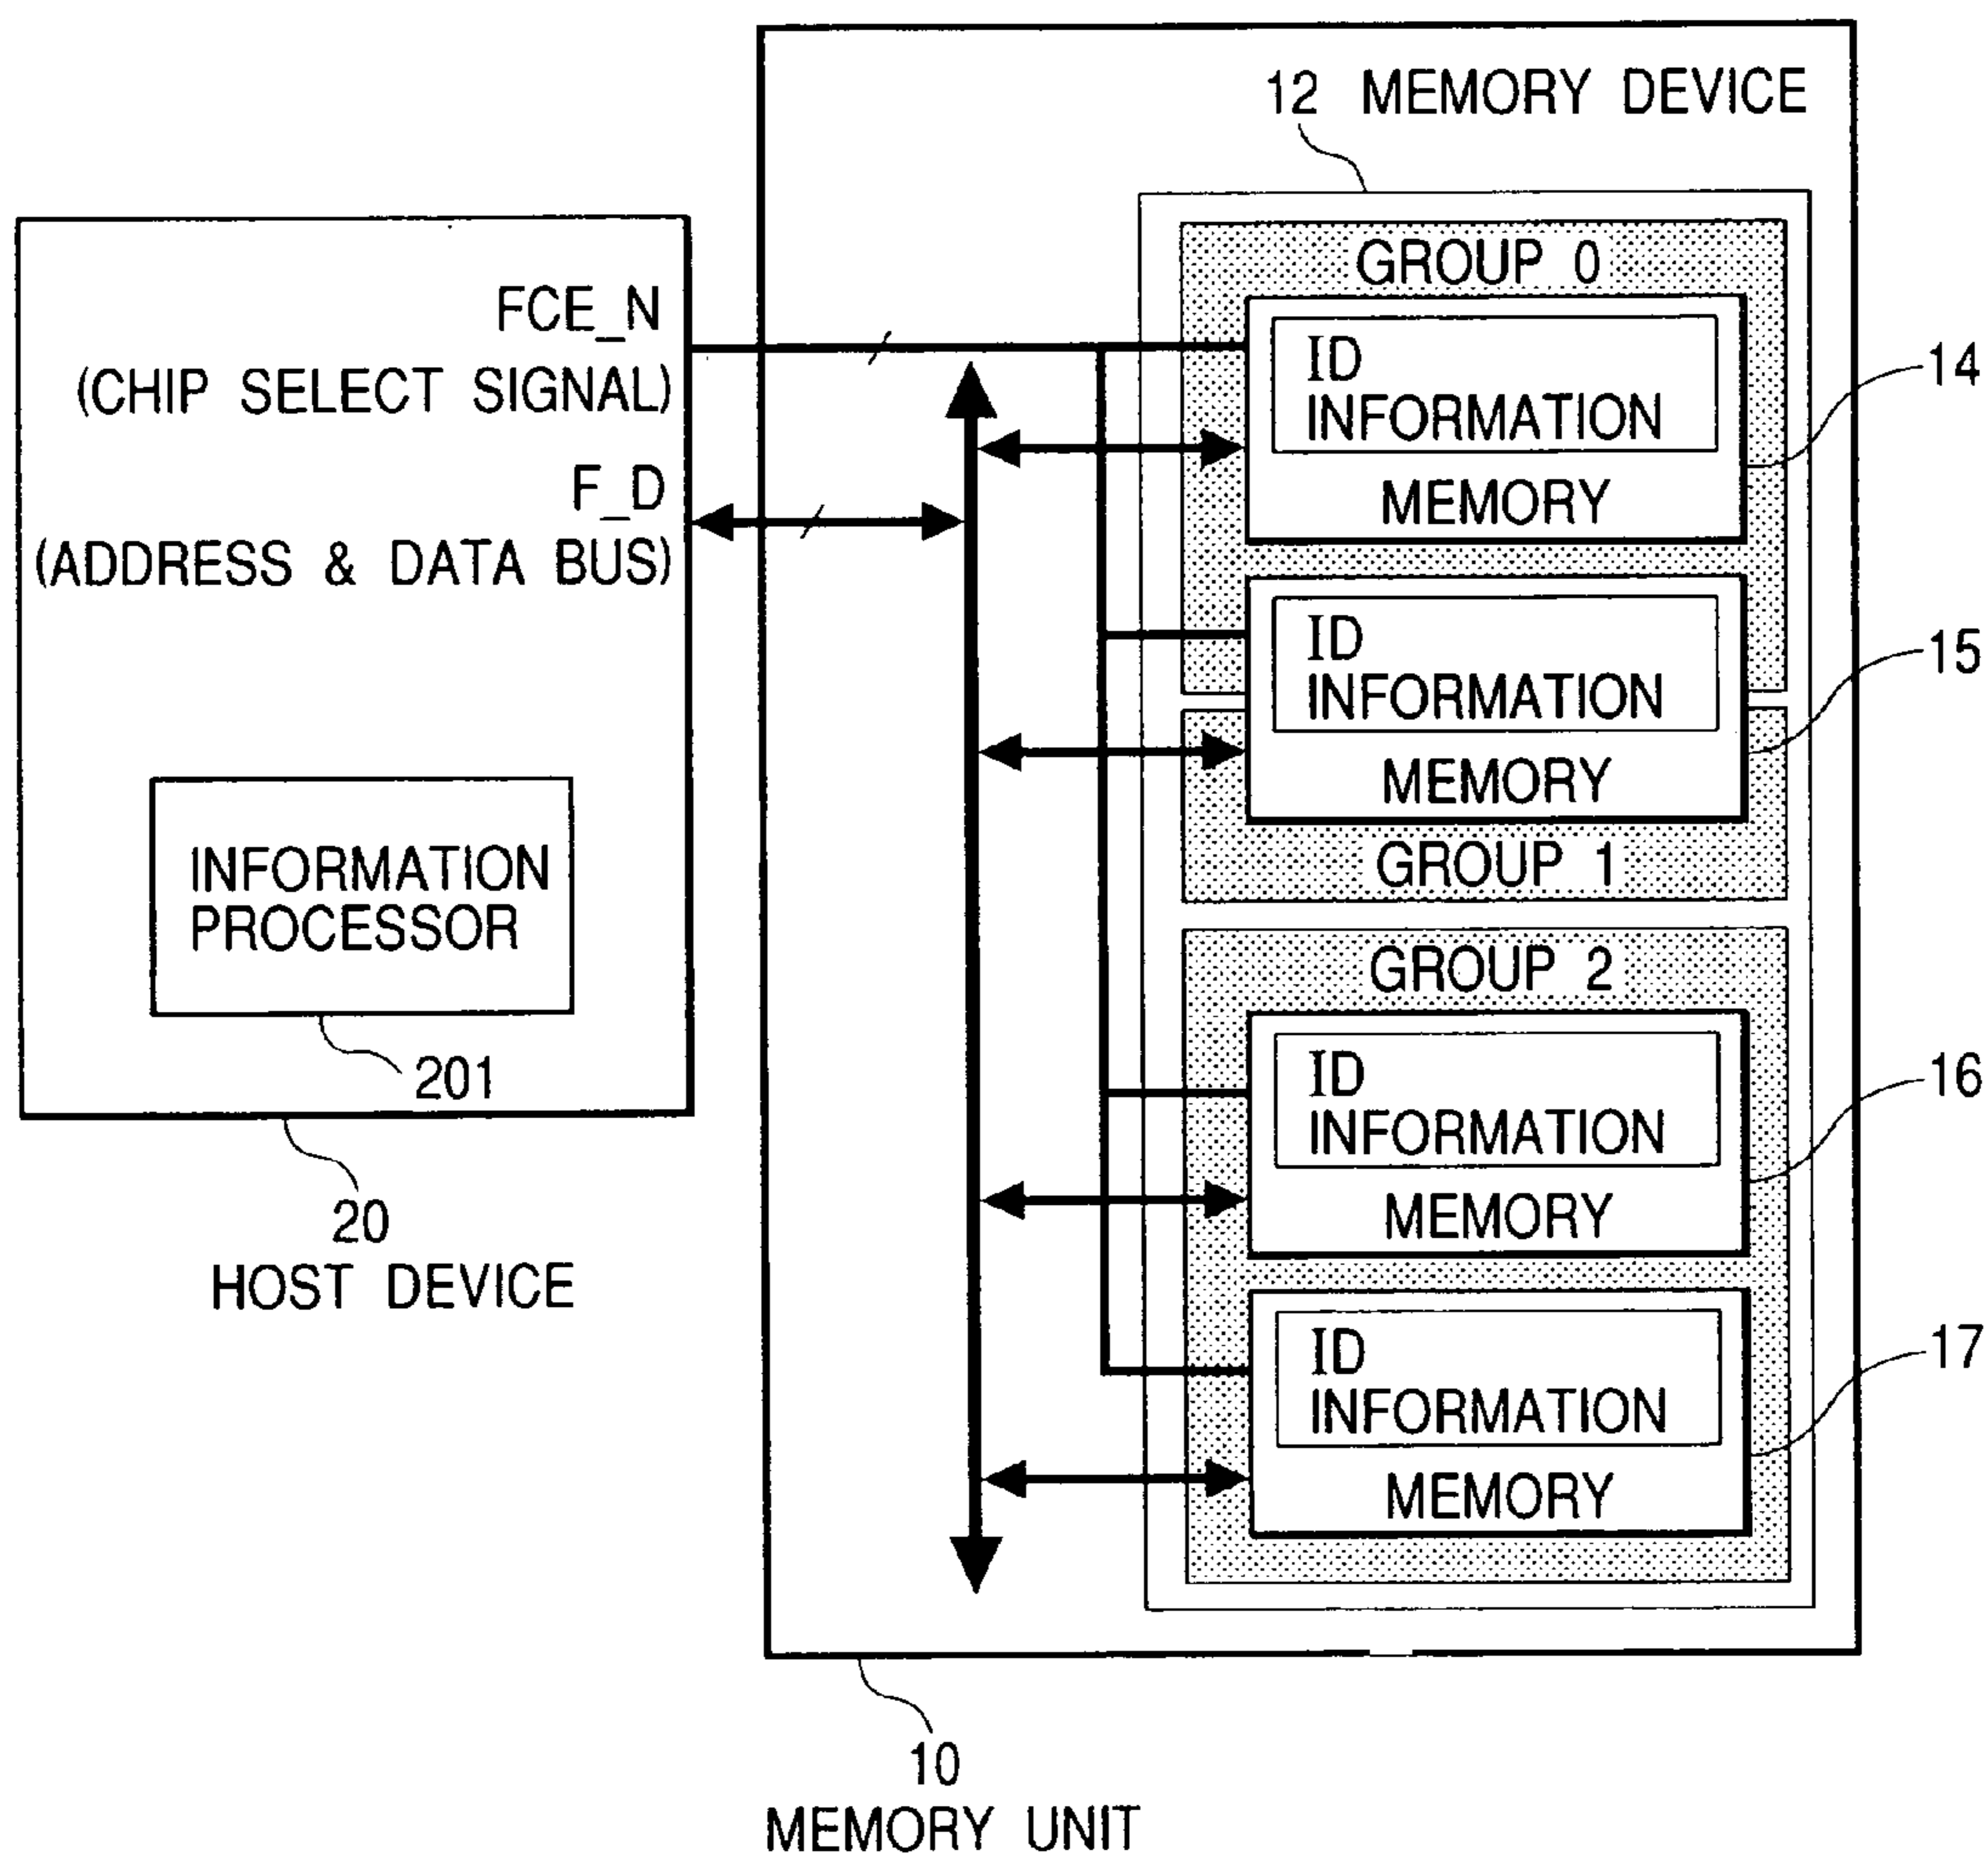 12 MEMORY DEVICE
GROUP 0
FCE_N
(CHIP SELECT SIGNAL)
ID
INFORMATION
MEMORY
14
F_D
(ADDRESS & DATA BUS)
ID
INFORMATION
MEMORY
15
GROUP 1
INFORMATION
PROCESSOR
201
GROUP 2
ID
INFORMATION
MEMORY
16
20
HOST DEVICE
ID
INFORMATION
MEMORY
17
10
MEMORY UNIT